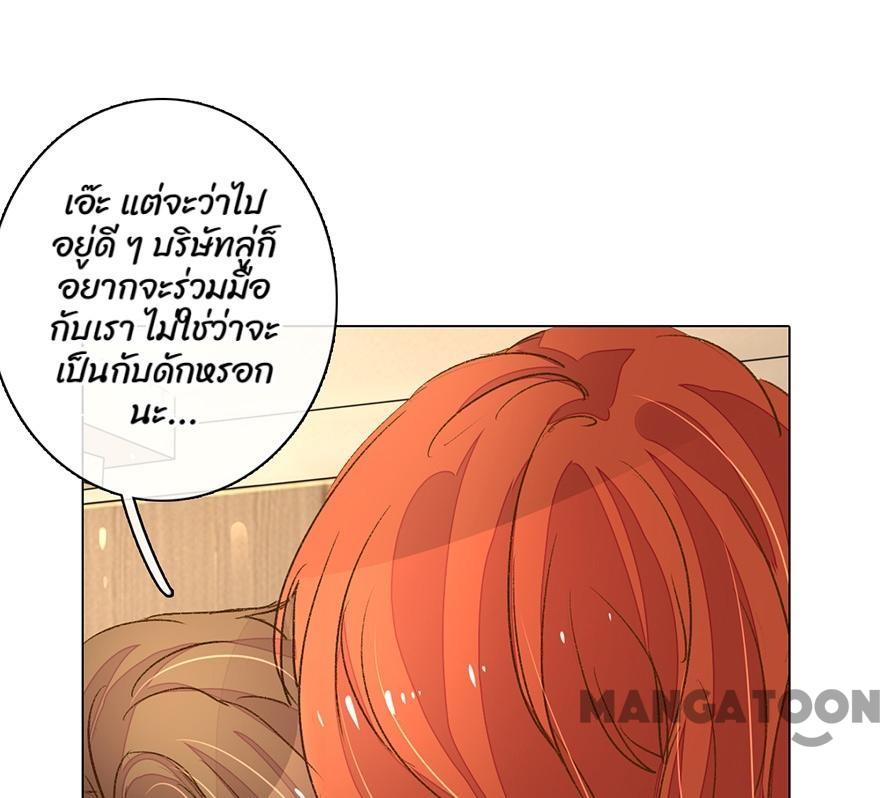 เอ๊ะ แต่จะว่าไป
อยู่ดี ๆ บริษัทลู่ก็
อยากจะร่วมมือ
กับเรา ไม่ใช่ว่าจะ
เป็นกับดักหรอก
นะ...
MANGATOON